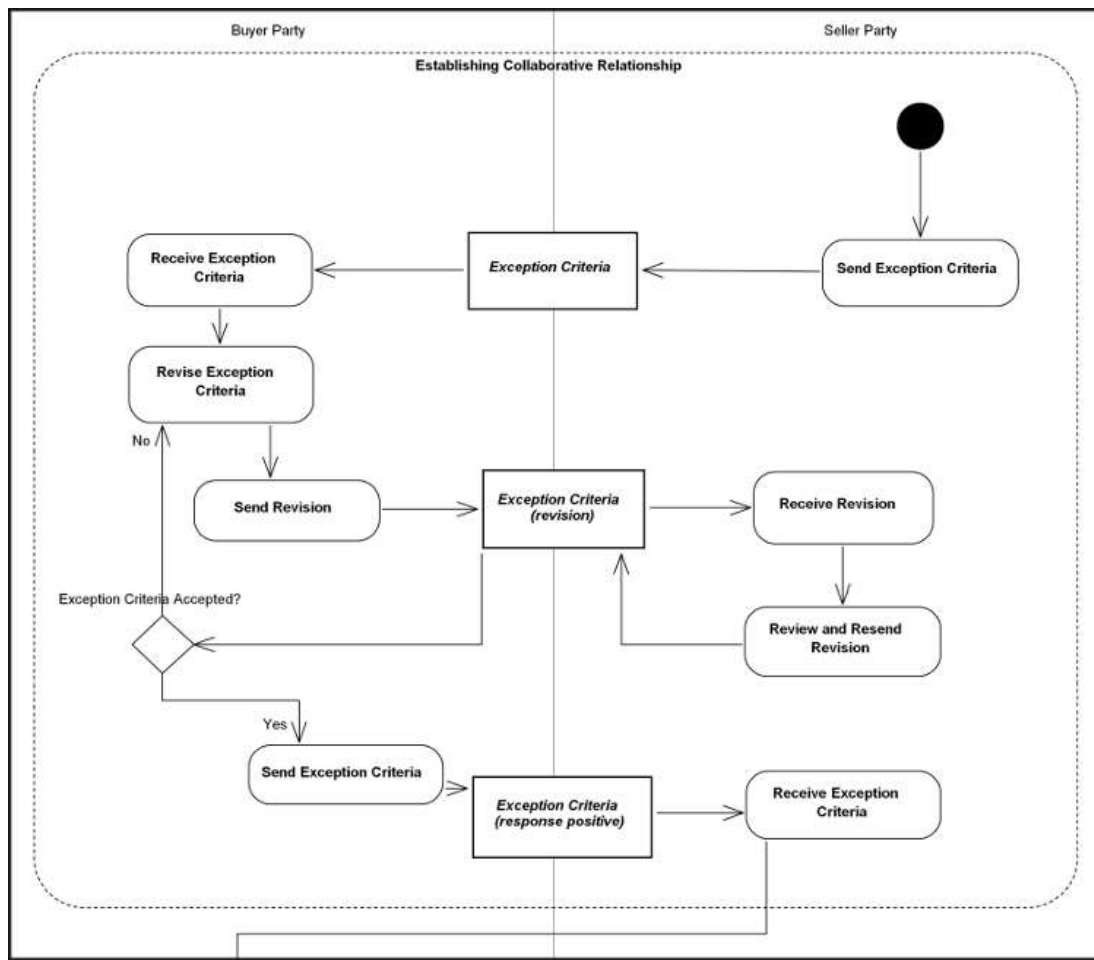 Buyer Party
Seller Party
Establishing Collaborative Relationship
Receive Exception
Criteria
Exception Criteria
Send Exception Criteria
Revise Exception
Criteria
No
Send Revision
Exception Criteria
(revision)
Receive Revision
Exception Criteria Accepted?
Review and Resend
Revision
Yes
Send Exception Criteria
Exception Criteria
(response positive)
Receive Exception
Criteria